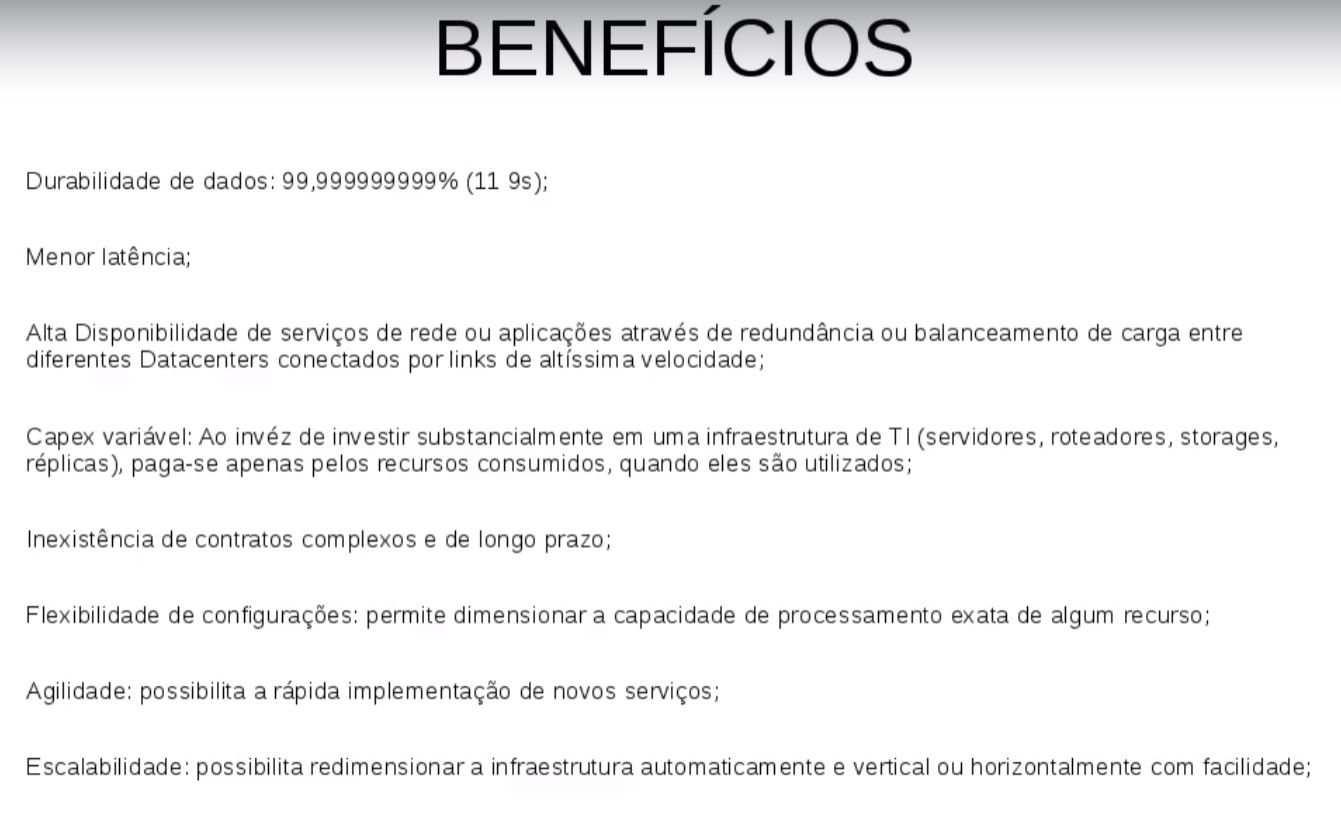 BENEFÍCIOS
Durabilidade de dados: 99,999999999% (11 9s);
Menor latência;
Alta Disponibilidade de serviços de rede ou aplicações através de redundância ou balanceamento de carga entre
diferentes Datacenters conectados por links de altíssima velocidade;
Capex variável: Ao invéz de investir substancialmente em uma infraestrutura de TI (servidores, roteadores, storages,
réplicas), paga-se apenas pelos recursos consumidos, quando eles são utilizados;
Inexistência de contratos complexos e de longo prazo;
Flexibilidade de configurações: permite dimensionar a capacidade de processamento exata de algum recurso;
Agilidade: possibilita a rápida implementação de novos serviços;
Escalabilidade: possibilita redimensionar a infraestrutura automaticamente e vertical ou horizontalmente com facilidade;